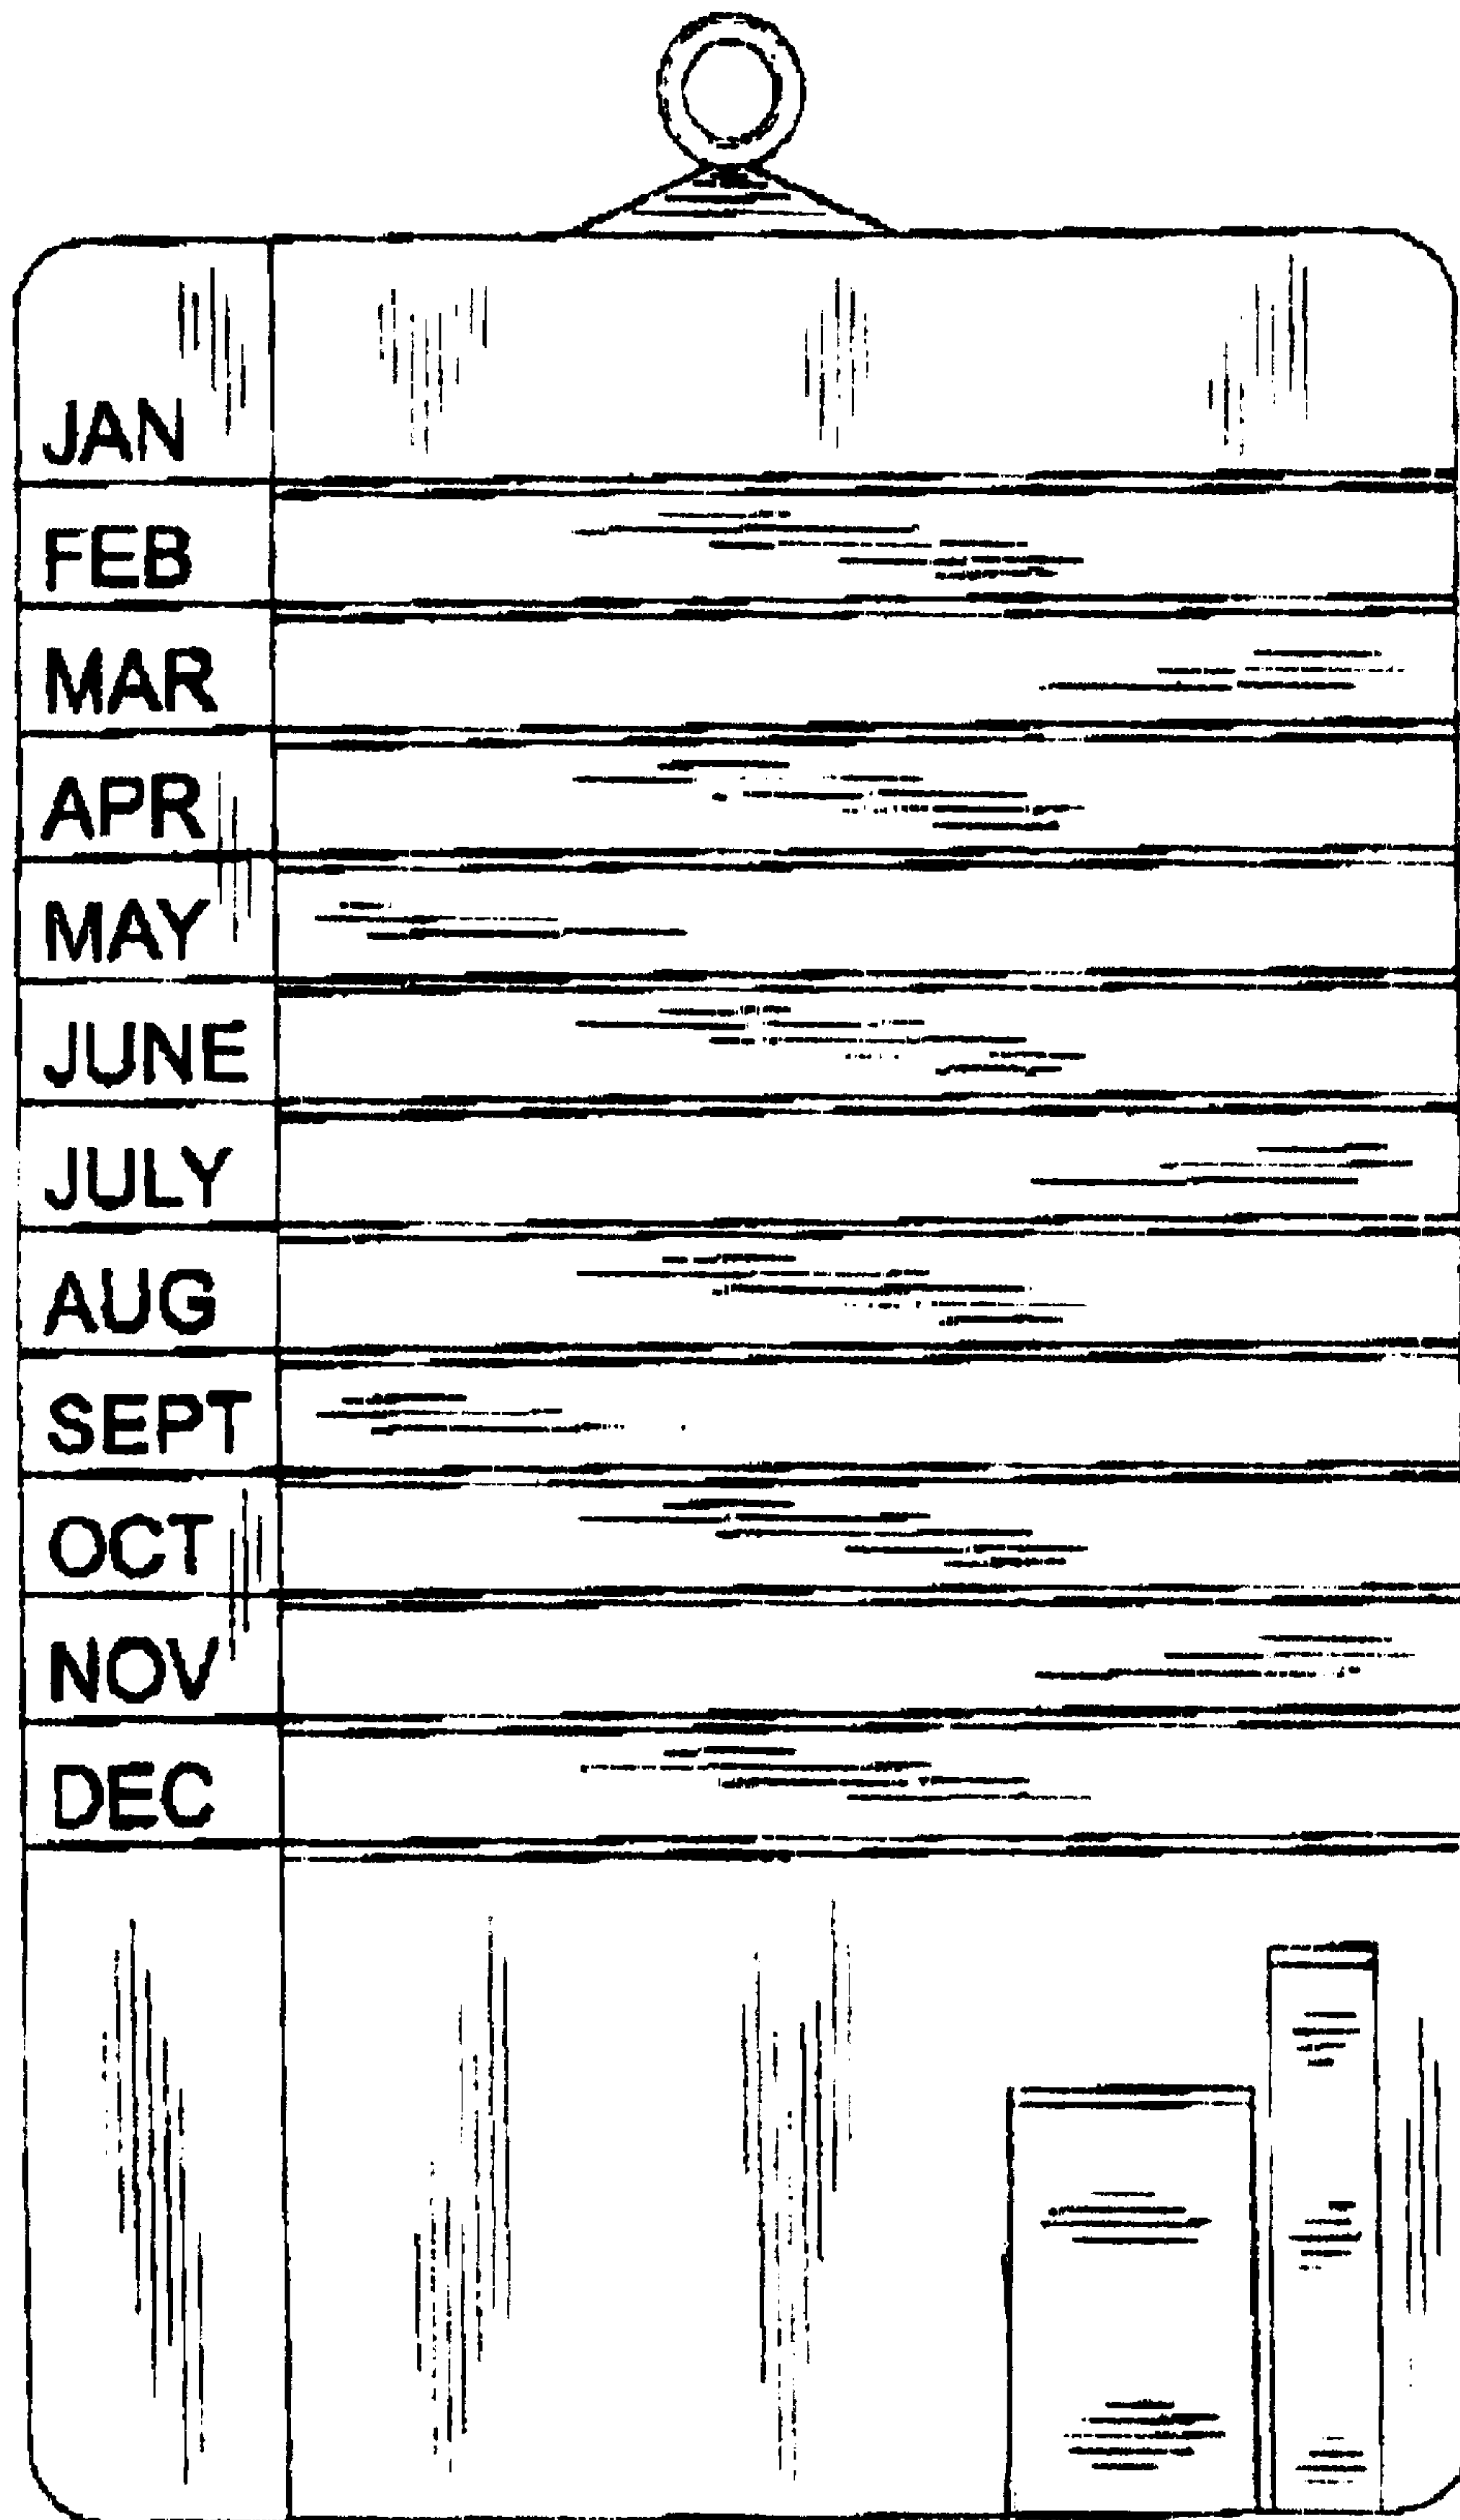 JAN
FEB
MAR
APR
MAY
JUNE
JULY
AUG
SEPT
OCT
NOV
DEC